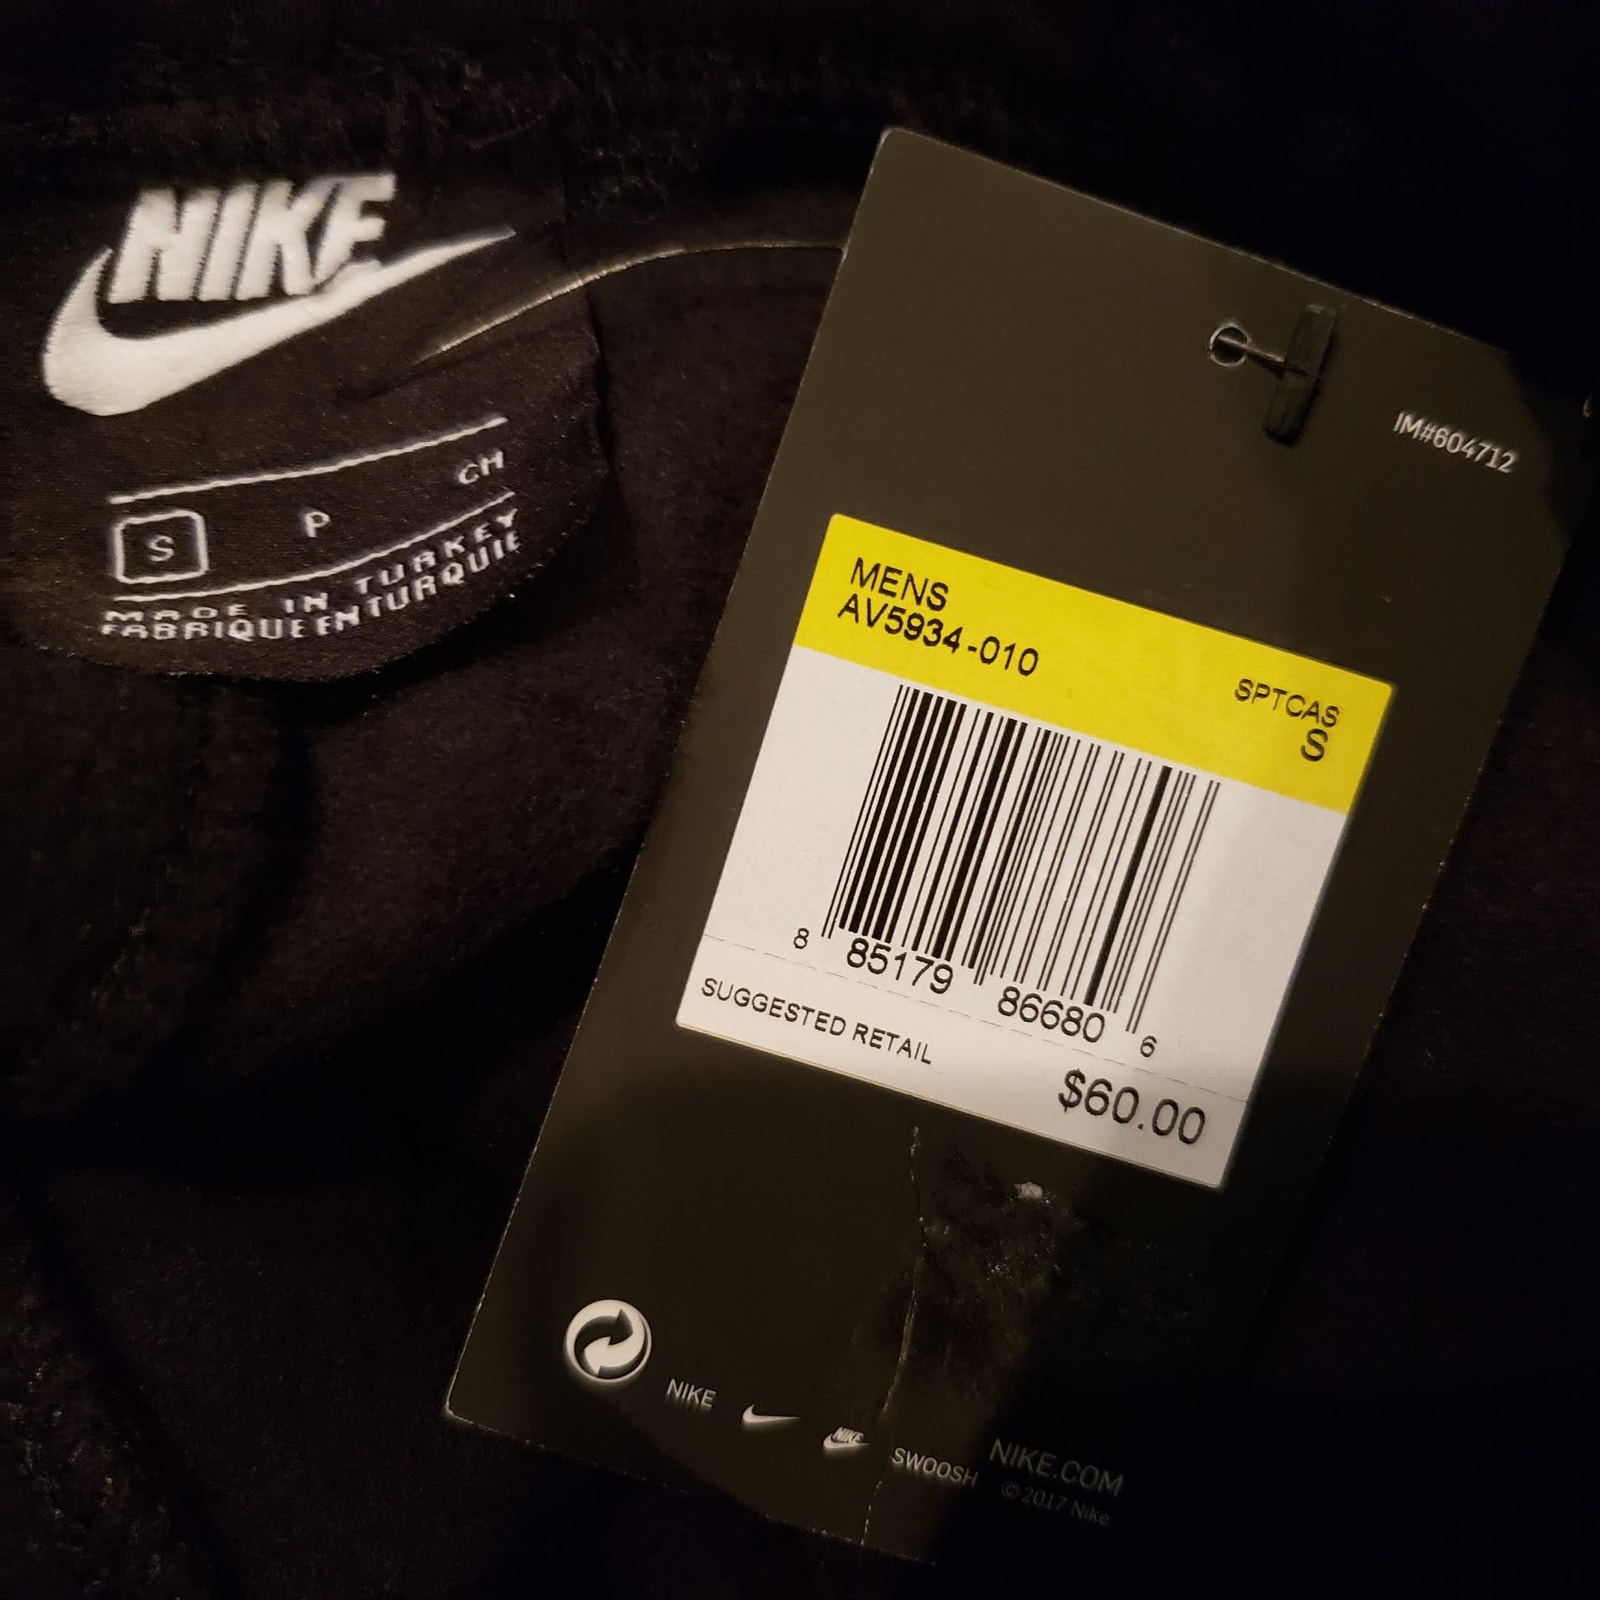 NIKE
S P CH
MADE IN TURKEY
FABRIQUE EN TURQUIE
IM#604712
MENS
AV5934-010
SPTCAS
S
8 85179 86680 6
SUGGESTED RETAIL
$60.00
NIKE NIKE SWOOSH NIKE.COM
© 2017 Nike